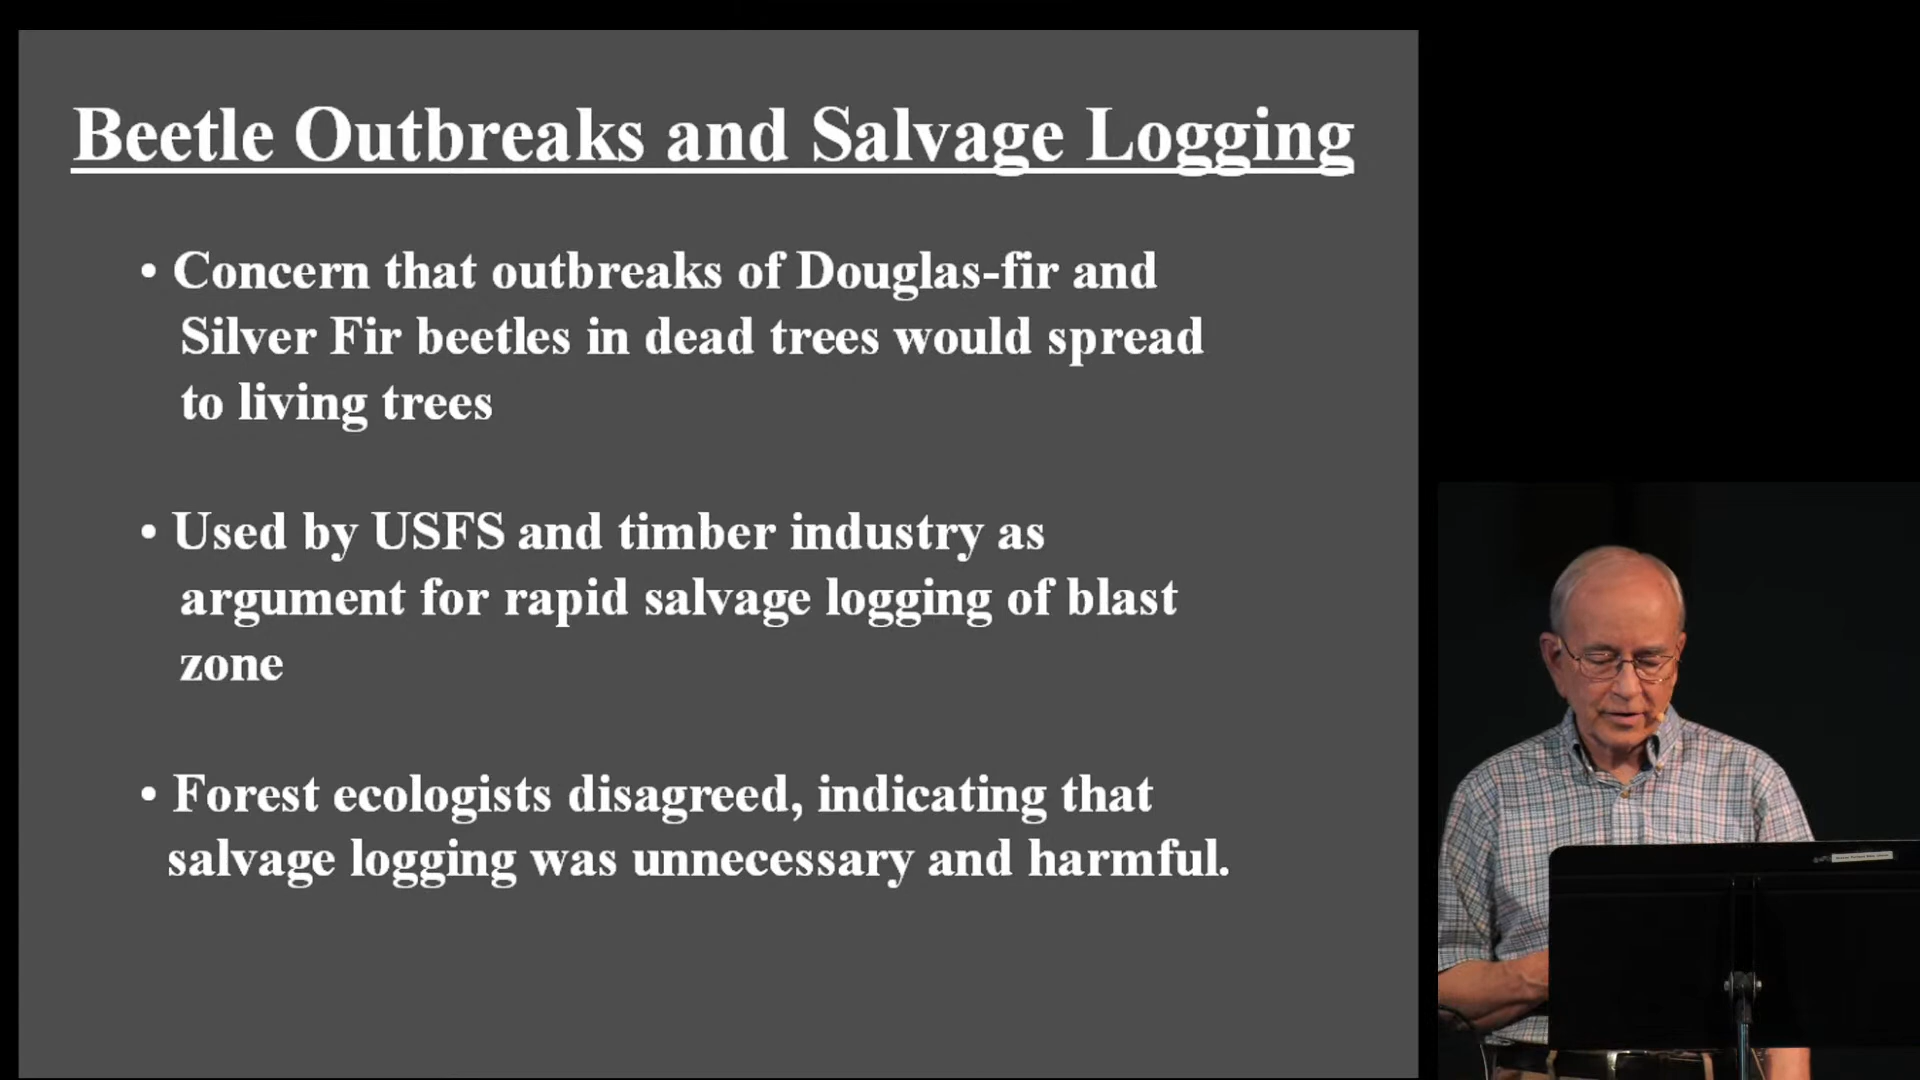 Beetle Outbreaks and Salvage Logging
• Concern that outbreaks of Douglas-fir and
Silver Fir beetles in dead trees would spread
to living trees
• Used by USFS and timber industry as
argument for rapid salvage logging of blast
zone
• Forest ecologists disagreed, indicating that
salvage logging was unnecessary and harmful.